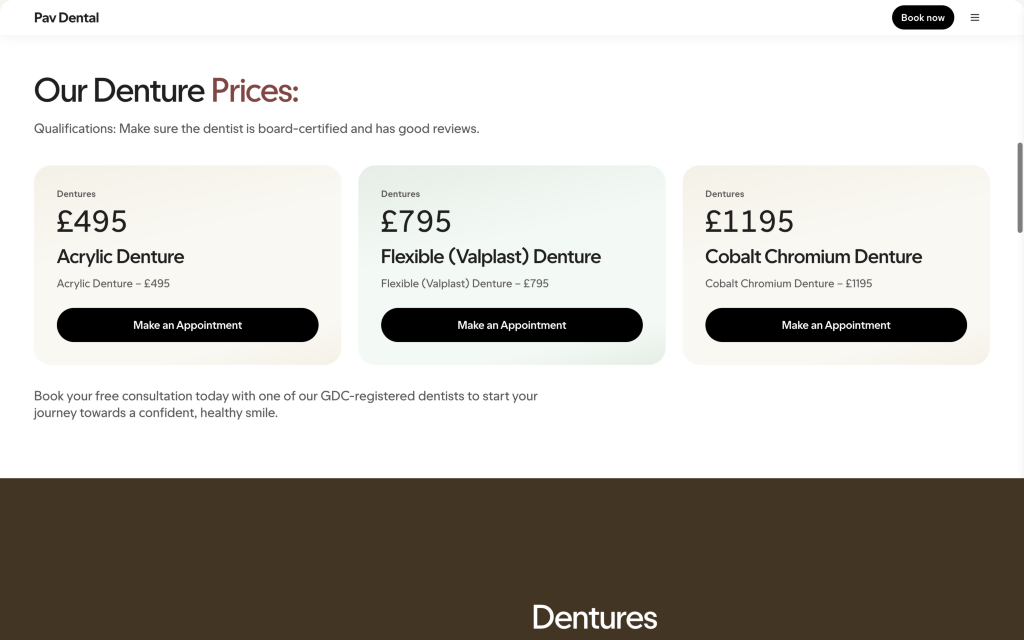 Pav Dental
Book now
Our Denture Prices:
Qualifications: Make sure the dentist is board-certified and has good reviews.
Dentures
£495
Acrylic Denture
Acrylic Denture – £495
Make an Appointment
Dentures
£795
Flexible (Valplast) Denture
Flexible (Valplast) Denture – £795
Make an Appointment
Dentures
£1195
Cobalt Chromium Denture
Cobalt Chromium Denture – £1195
Make an Appointment
Book your free consultation today with one of our GDC-registered dentists to start your
journey towards a confident, healthy smile.
Dentures